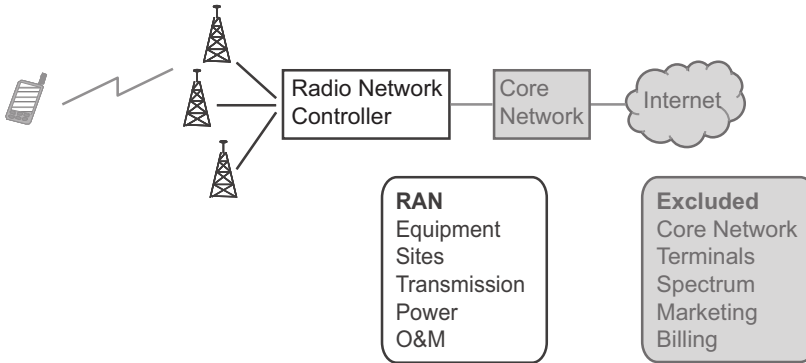 Radio Network
Controller
Core
Network
Internet
RAN
Equipment
Sites
Transmission
Power
O&M
Excluded
Core Network
Terminals
Spectrum
Marketing
Billing